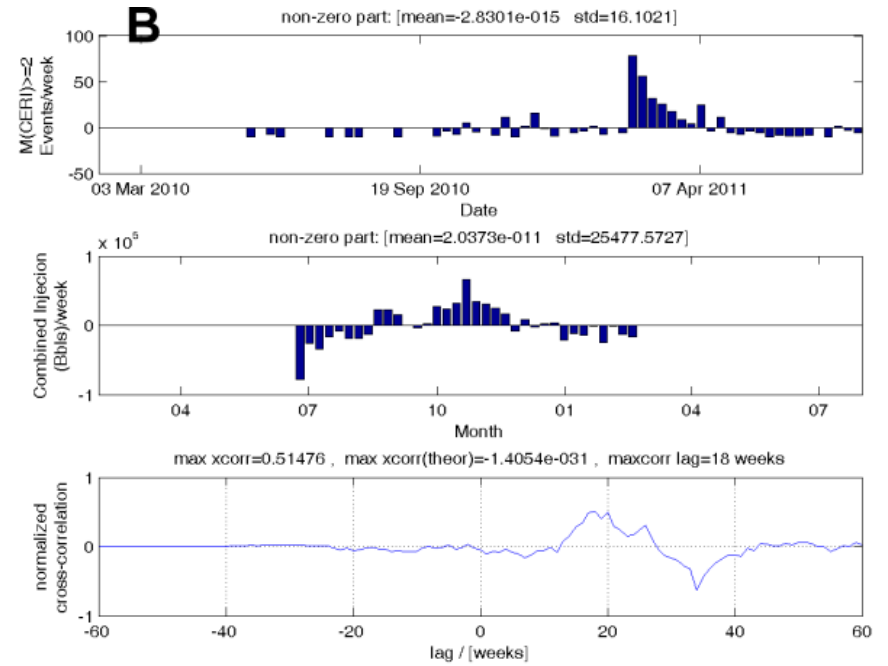 B
non-zero part: [mean=-2.8301e-015 std=16.1021]
M(CERI)>=2
Events/week
100
50
0
-50
03 Mar 2010 19 Sep 2010 07 Apr 2011
Date
non-zero part: [mean=2.0373e-011 std=25477.5727]
x 10^5
Combined Injecion
(Bbls)/week
1
0
-1
04 07 10 01 04 07
Month
max xcorr=0.51476 , max xcorr(theor)=-1.4054e-031 , maxcorr lag=18 weeks
normalized
cross-correlation
1
0
-1
-60 -40 -20 0 20 40 60
lag / [weeks]